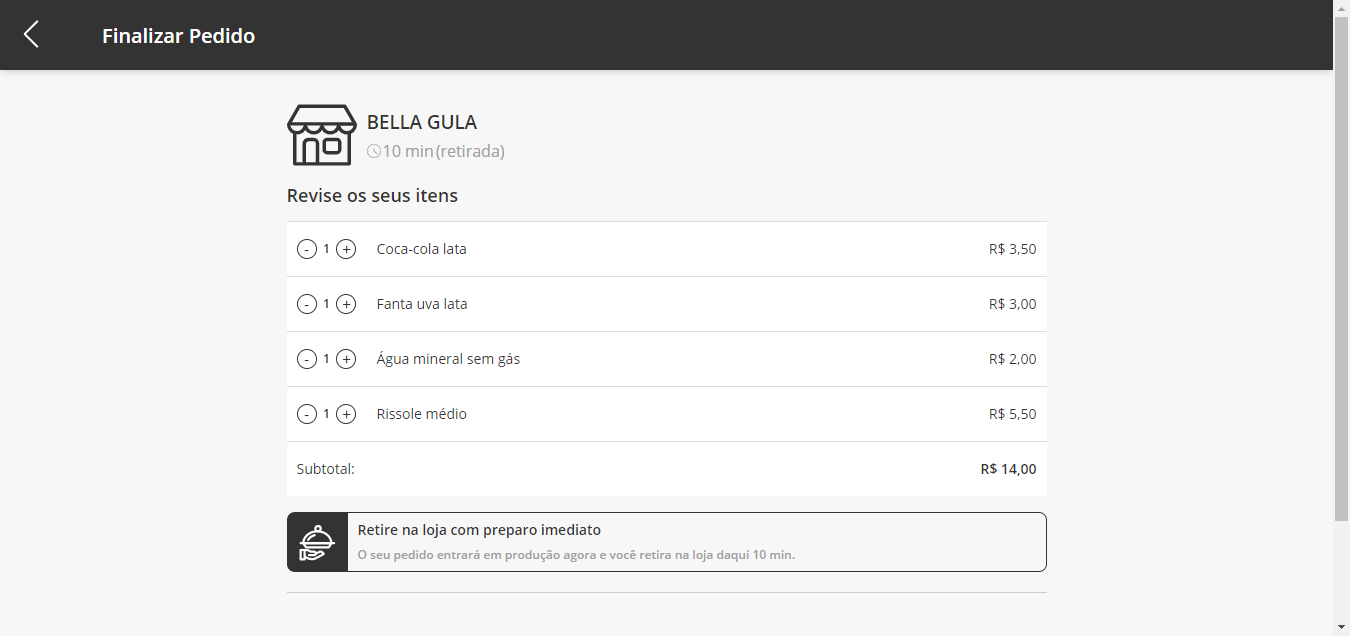 Finalizar Pedido
BELLA GULA
10 min (retirada)
Revise os seus itens
- 1 + Coca-cola lata R$ 3,50
- 1 + Fanta uva lata R$ 3,00
- 1 + Água mineral sem gás R$ 2,00
- 1 + Rissole médio R$ 5,50
Subtotal: R$ 14,00
Retire na loja com preparo imediato
O seu pedido entrará em produção agora e você retira na loja daqui 10 min.